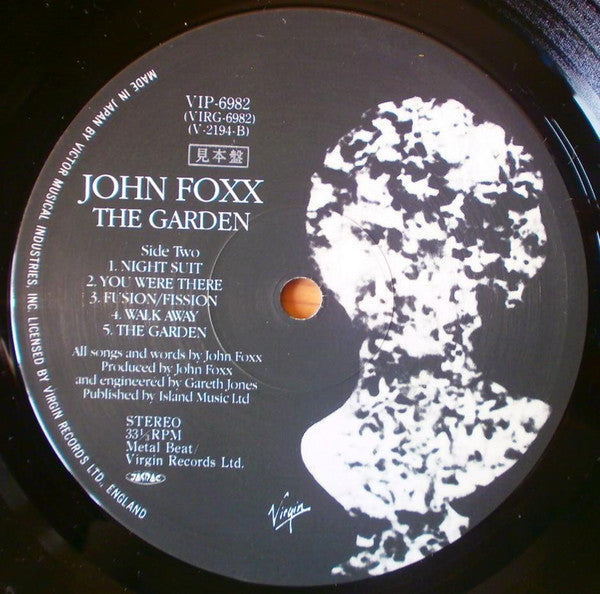 VIP-6982
(VIRG-6982)
(V-2194-B)
見本盤
JOHN FOXX
THE GARDEN
Side Two
1. NIGHT SUIT
2. YOU WERE THERE
3. FUSION/FISSION
4. WALK AWAY
5. THE GARDEN
All songs and words by John Foxx
Produced by John Foxx
and engineered by Gareth Jones
Published by Island Music Ltd
STEREO
33⅓RPM
Metal Beat/
Virgin Records Ltd.
JASRAC
Virgin
MADE IN JAPAN BY VICTOR MUSICAL INDUSTRIES, INC. LICENSED BY VIRGIN RECORDS LTD., ENGLAND